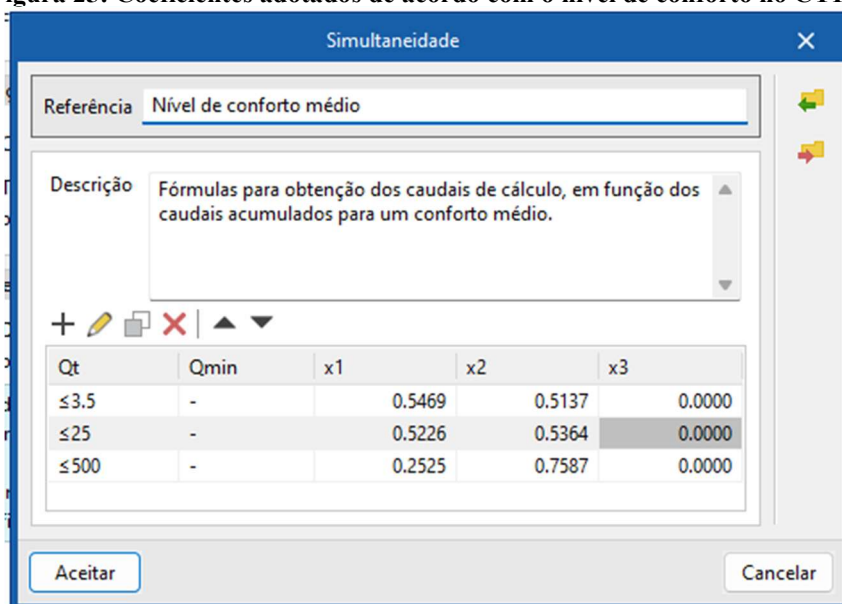 Simultaneidade
Referência Nível de conforto médio
Descrição Fórmulas para obtenção dos caudais de cálculo, em função dos
caudais acumulados para um conforto médio.
Qt Qmin x1 x2 x3
≤3.5 - 0.5469 0.5137 0.0000
≤25 - 0.5226 0.5364 0.0000
≤500 - 0.2525 0.7587 0.0000
Aceitar Cancelar